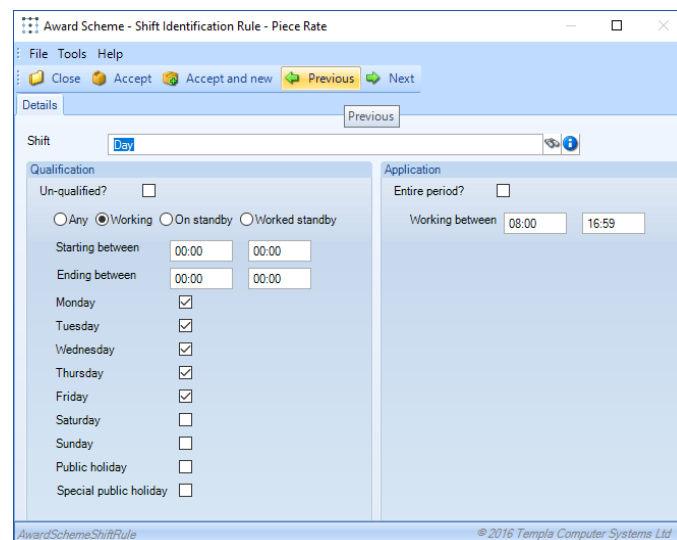 Award Scheme - Shift Identification Rule - Piece Rate
File Tools Help
Close Accept Accept and new Previous Next
Details
Previous
Shift Day
Qualification
Un-qualified?
Any Working On standby Worked standby
Starting between 00:00 00:00
Ending between 00:00 00:00
Monday
Tuesday
Wednesday
Thursday
Friday
Saturday
Sunday
Public holiday
Special public holiday
Application
Entire period?
Working between 08:00 16:59
AwardSchemeShiftRule
© 2016 Templa Computer Systems Ltd